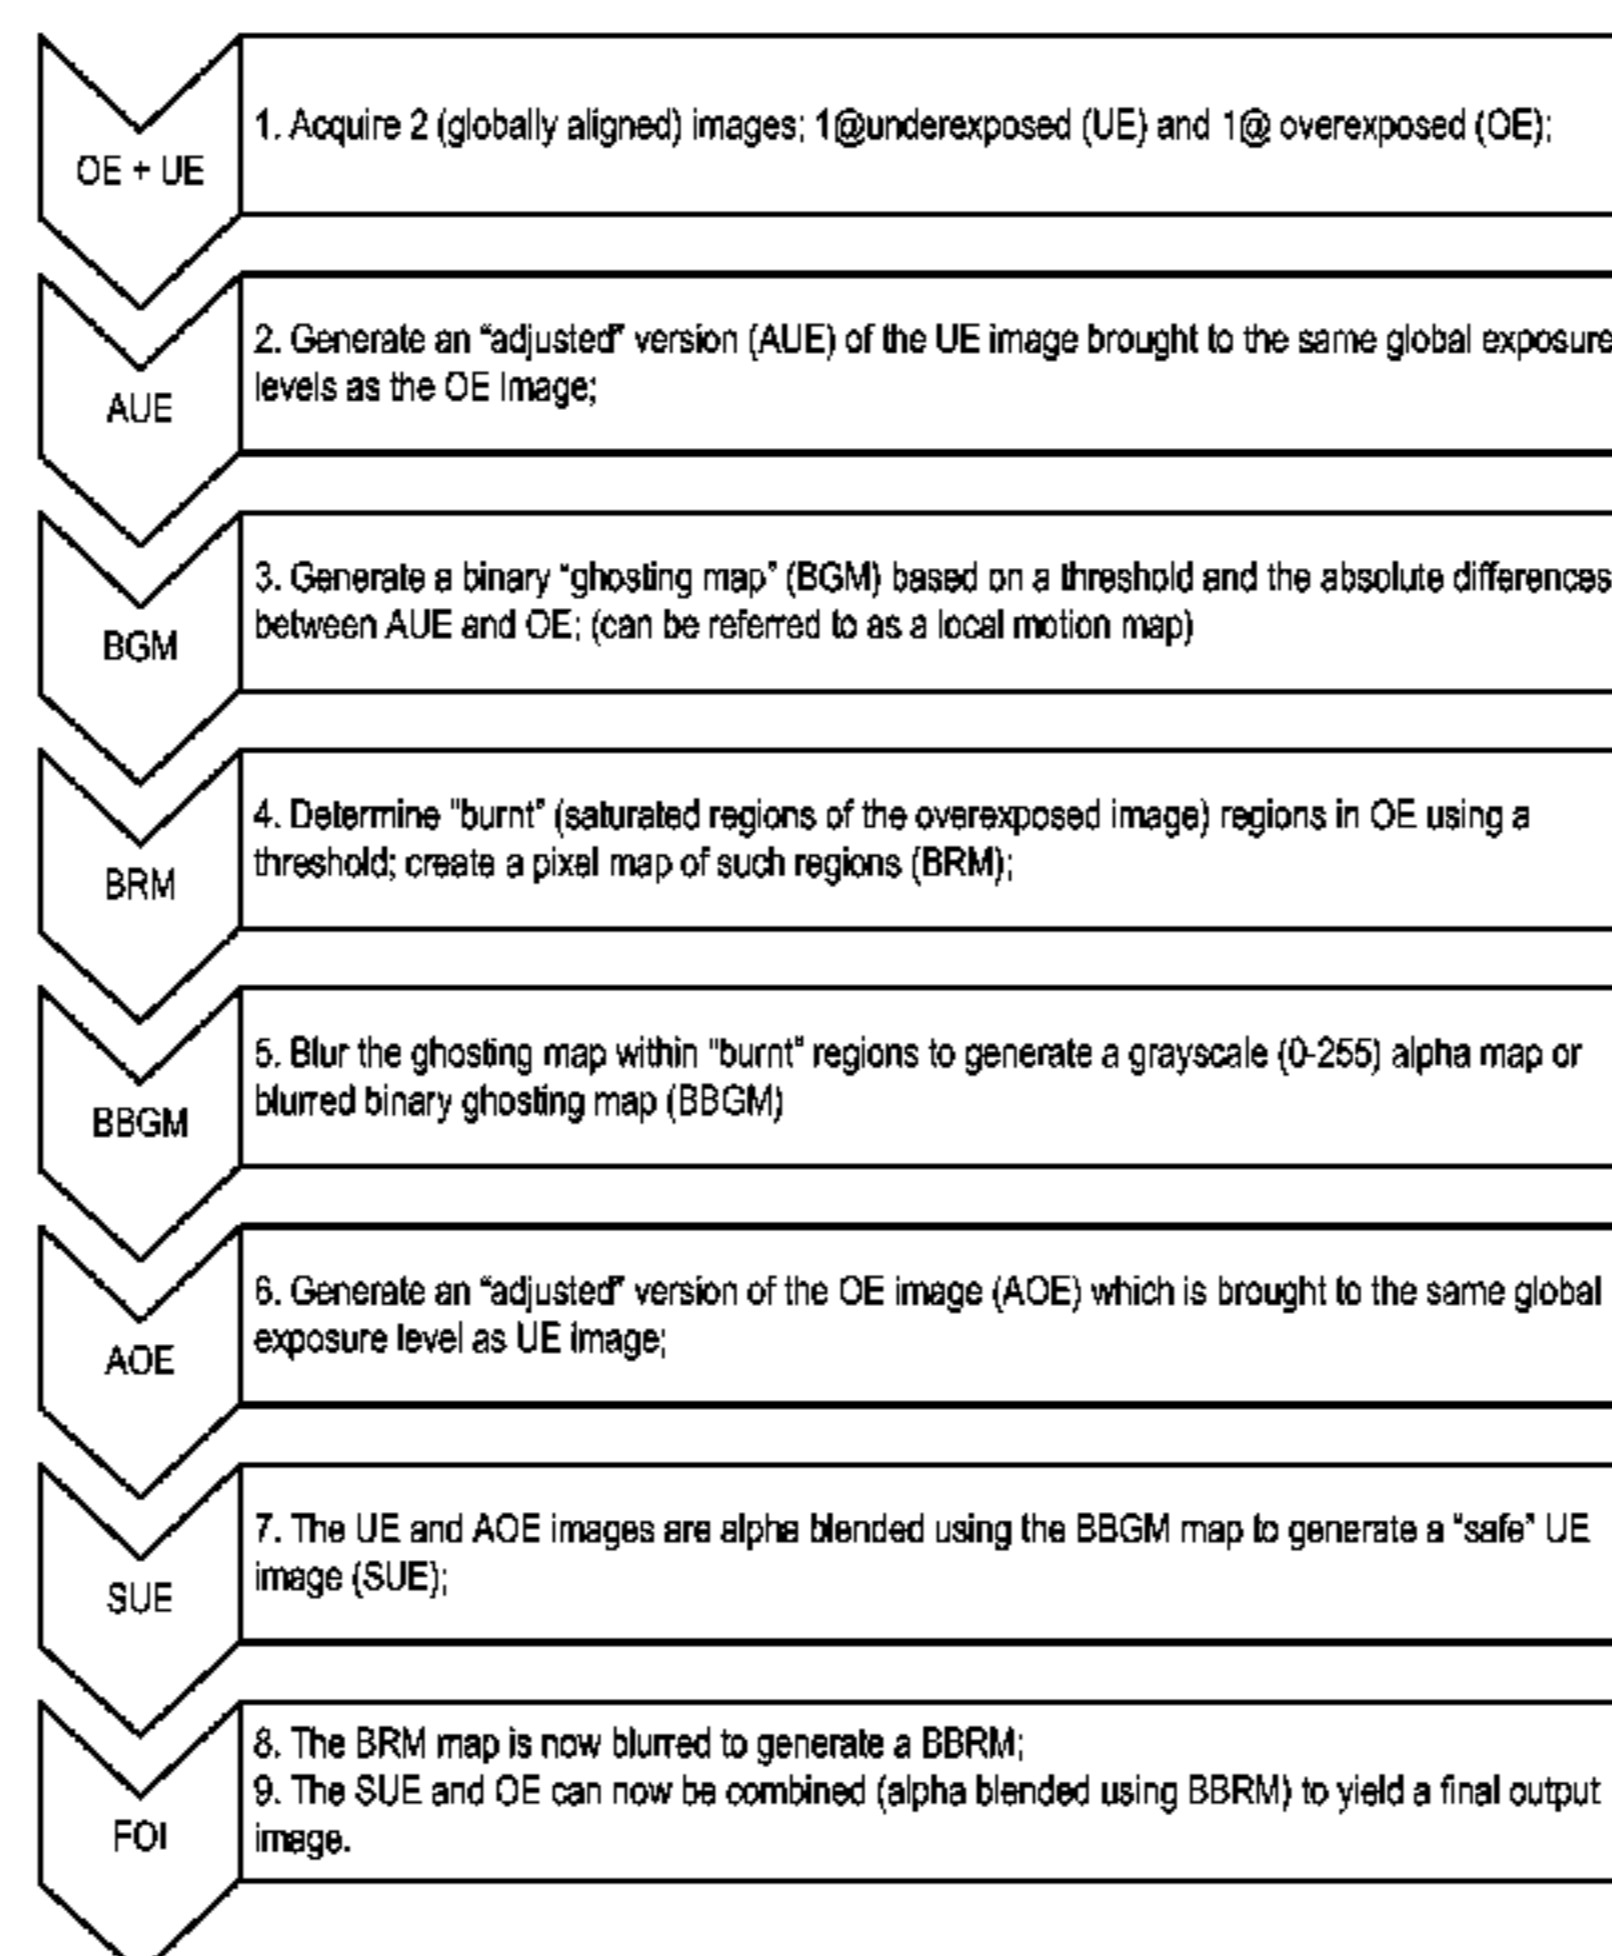 OE + UE
1. Acquire 2 (globally aligned) images; 1@underexposed (UE) and 1@ overexposed (OE);
AUE
2. Generate an "adjusted" version (AUE) of the UE image brought to the same global exposure
levels as the OE Image;
BGM
3. Generate a binary "ghosting map" (BGM) based on a threshold and the absolute differences
between AUE and OE; (can be referred to as a local motion map)
BRM
4. Determine "burnt" (saturated regions of the overexposed image) regions in OE using a
threshold; create a pixel map of such regions (BRM);
BBGM
5. Blur the ghosting map within "burnt" regions to generate a grayscale (0-255) alpha map or
blurred binary ghosting map (BBGM)
AOE
6. Generate an "adjusted" version of the OE image (AOE) which is brought to the same global
exposure level as UE image;
SUE
7. The UE and AOE images are alpha blended using the BBGM map to generate a "safe" UE
image (SUE);
FOI
8. The BRM map is now blurred to generate a BBRM;
9. The SUE and OE can now be combined (alpha blended using BBRM) to yield a final output
image.